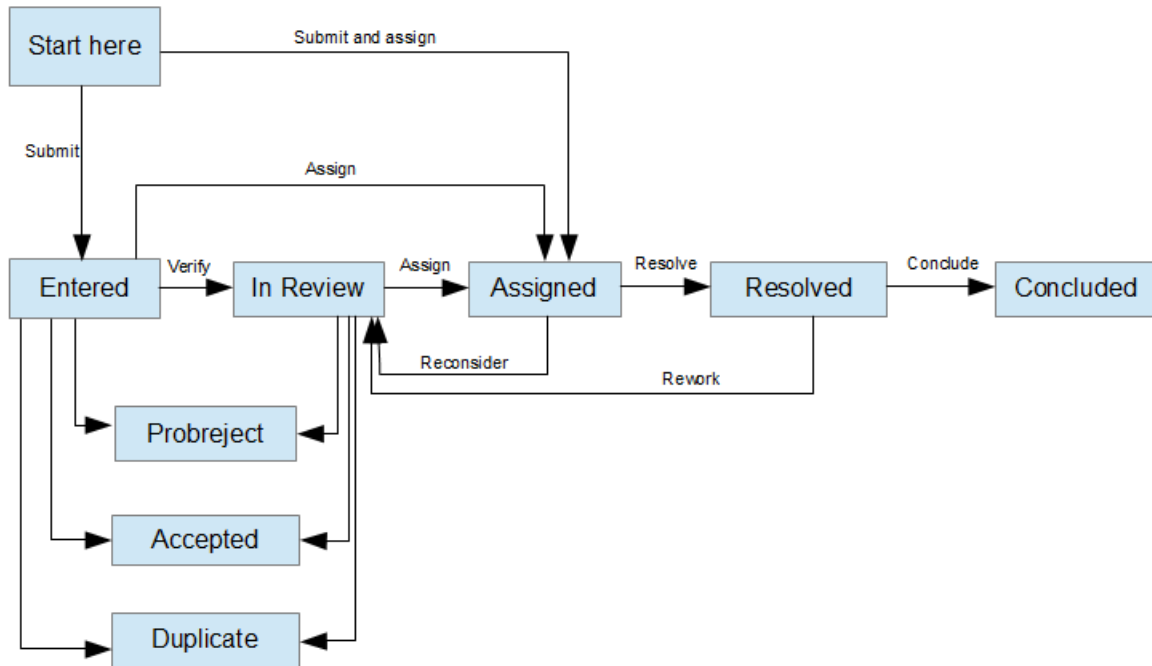 Start here
Submit and assign
Submit
Assign
Entered
Verify
In Review
Assign
Assigned
Resolve
Resolved
Conclude
Concluded
Reconsider
Rework
Probreject
Accepted
Duplicate